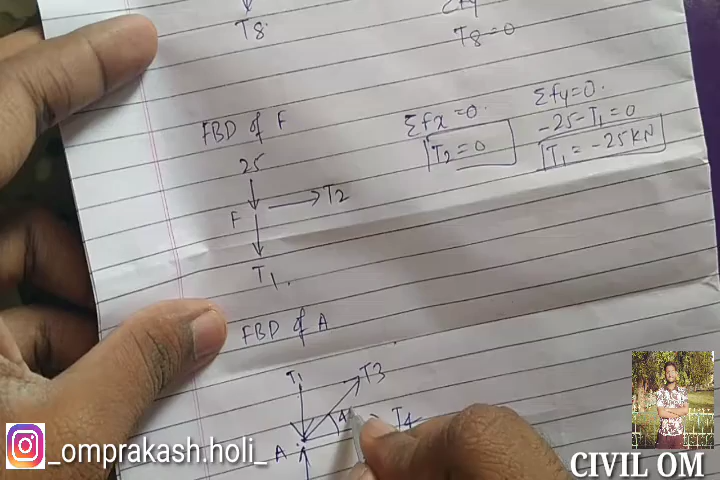 T8
T8=0
FBD of F
25
F
T2
T1.
Σfx=0.
T2=0
Σfy=0.
-25-T1=0
T1=-25KN
FBD of A
T1
T3
4
T4
A
_omprakash.holi_
CIVIL OM